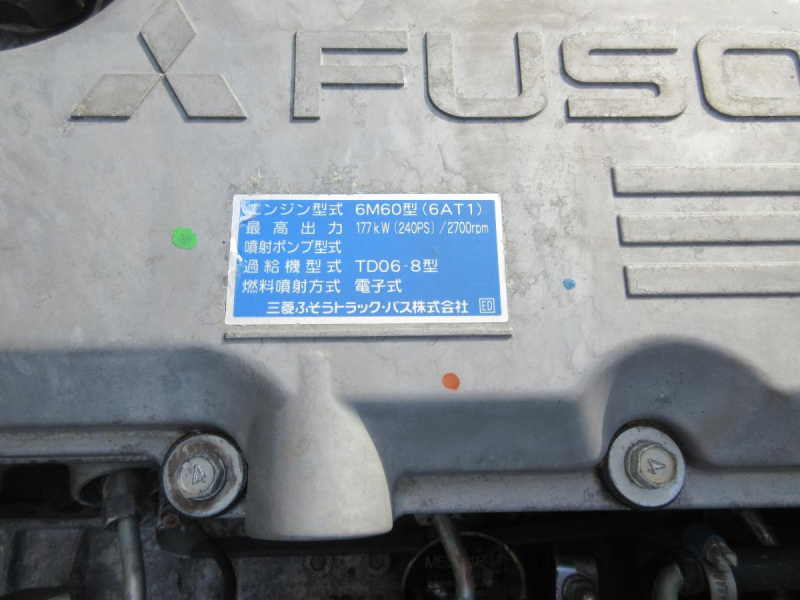 FUSO
エンジン型式 6M60型(6AT1)
最高出力 177kW(240PS)/2700rpm
噴射ポンプ型式
過給機型式 TD06-8型
燃料噴射方式 電子式
三菱ふそうトラック・バス株式会社 ED
4 4